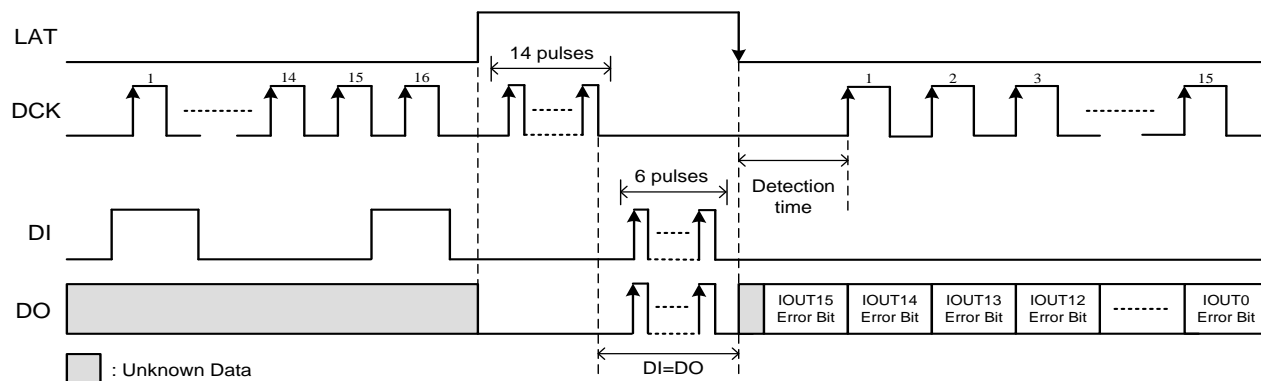 LAT
14 pulses
1
14
15
16
1
2
3
15
DCK
6 pulses
Detection
time
DI
DO
IOUT15
Error Bit
IOUT14
Error Bit
IOUT13
Error Bit
IOUT12
Error Bit
IOUT0
Error Bit
: Unknown Data
DI=DO